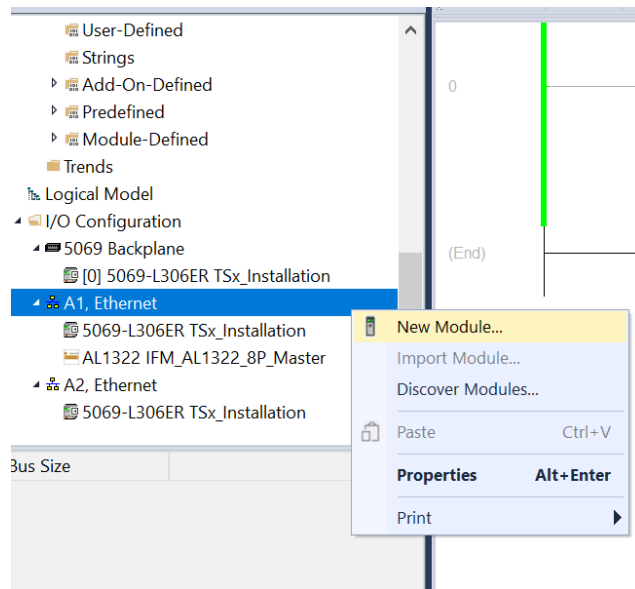 User-Defined
Strings
Add-On-Defined
Predefined
Module-Defined
Trends
Logical Model
I/O Configuration
5069 Backplane
[0] 5069-L306ER TSx_Installation
A1, Ethernet
5069-L306ER TSx_Installation
AL1322 IFM_AL1322_8P_Master
A2, Ethernet
5069-L306ER TSx_Installation
Bus Size
0
(End)
New Module...
Import Module...
Discover Modules...
Paste Ctrl+V
Properties Alt+Enter
Print